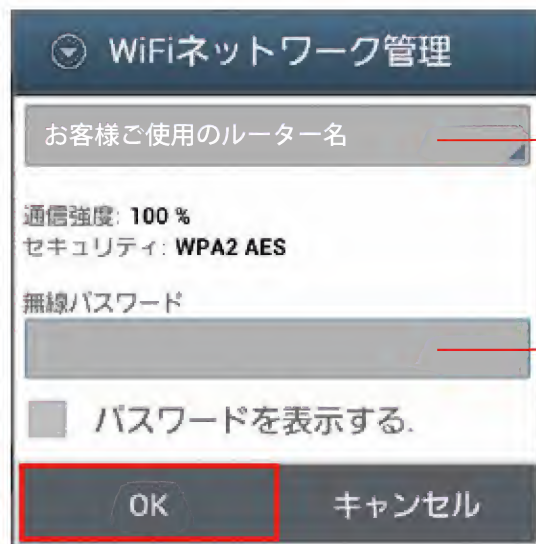 WiFiネットワーク管理
お客様ご使用のルーター名
通信強度: 100 %
セキュリティ: WPA2 AES
無線パスワード
パスワードを表示する.
OK キャンセル